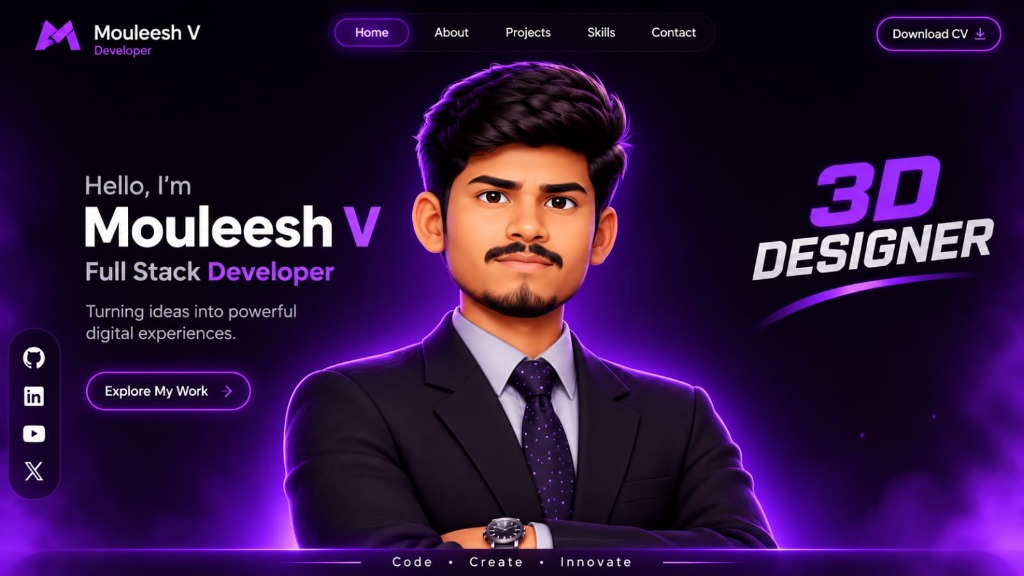 Mouleesh V
Developer
Home
About
Projects
Skills
Contact
Download CV
Hello, I'm
Mouleesh V
Full Stack Developer
Turning ideas into powerful
digital experiences.
Explore My Work
3D
DESIGNER
Code • Create • Innovate